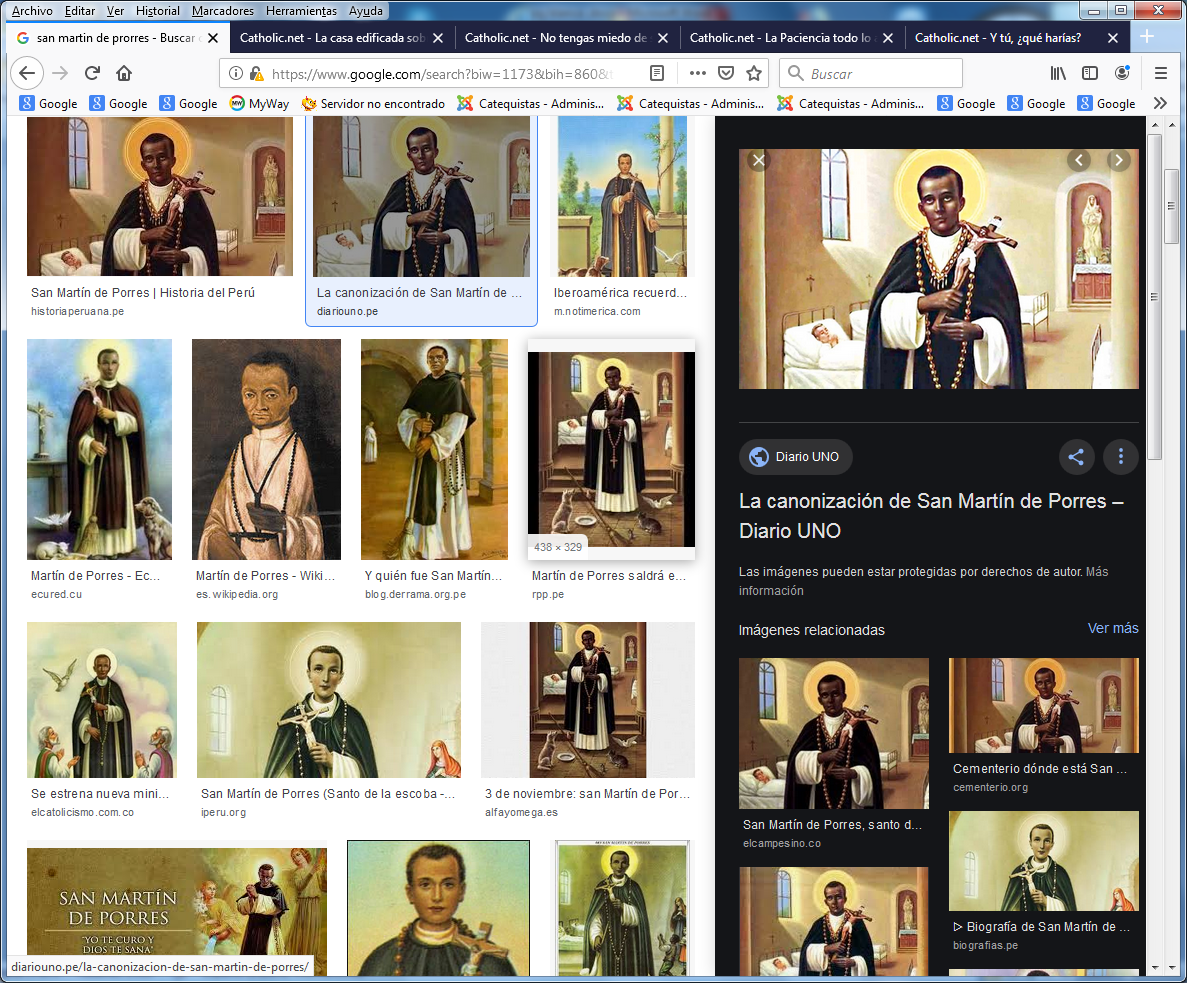 Archivo Editar Ver Historial Marcadores Herramientas Ayuda
san martin de prorres - Buscar
Catholic.net - La casa edificada sob
Catholic.net - No tengas miedo de
Catholic.net - La Paciencia todo lo
Catholic.net - Y tú, ¿qué harías?
https://www.google.com/search?biw=1173&bih=860&
Buscar
Google Google Google MyWay Servidor no encontrado Catequistas - Adminis... Catequistas - Adminis... Catequistas - Adminis... Google Google Google
San Martín de Porres | Historia del Perú
historiaperuana.pe
La canonización de San Martín de ...
diariouno.pe
Iberoamérica recuerd...
m.notimerica.com
Martín de Porres - Ec...
ecured.cu
Martín de Porres - Wiki...
es.wikipedia.org
Y quién fue San Martín...
blog.derrama.org.pe
438 × 329
Martín de Porres saldrá e...
rpp.pe
Se estrena nueva mini...
elcatolicismo.com.co
San Martín de Porres (Santo de la escoba -...
iperu.org
3 de noviembre: san Martín de Por...
alfayomega.es
SAN MARTÍN
DE PORRES
"YO TE CURO Y
DIOS TE SANA"
diariouno.pe/la-canonizacion-de-san-martin-de-porres/
Diario UNO
La canonización de San Martín de Porres –
Diario UNO
Las imágenes pueden estar protegidas por derechos de autor. Más
información
Imágenes relacionadas
Ver más
San Martín de Porres, santo d...
elcampesino.co
Cementerio dónde está San ...
cementerio.org
▷ Biografía de San Martín de ...
biografias.pe